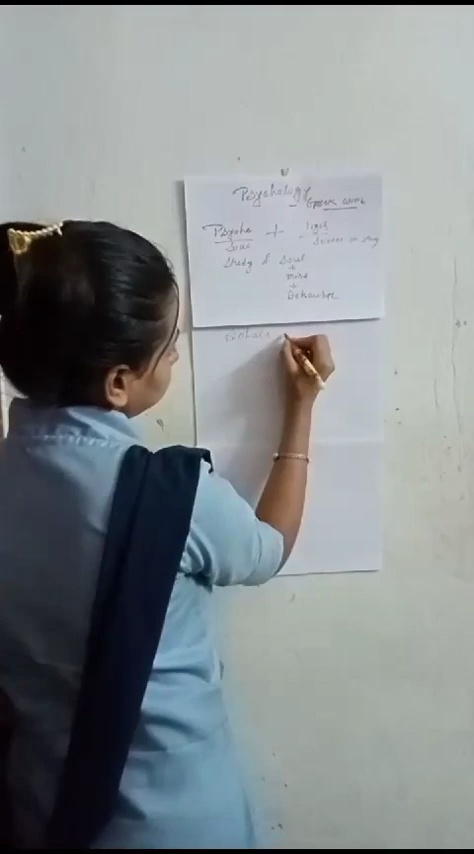 Psychology
Greek word
Psyche + logos
Soul Science or study
Study of Soul
↓
Mind
↓
Behaviour